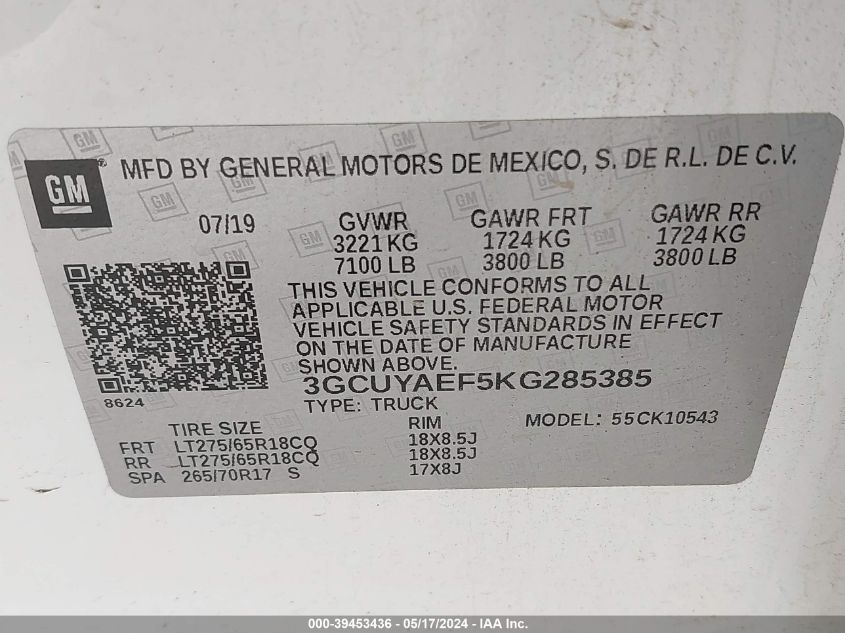 GM® MFD BY GENERAL MOTORS DE MEXICO, S. DE R.L. DE C.V.
07/19 GVWR GAWR FRT GAWR RR
3221 KG 1724 KG 1724 KG
7100 LB 3800 LB 3800 LB
THIS VEHICLE CONFORMS TO ALL
APPLICABLE U.S. FEDERAL MOTOR
VEHICLE SAFETY STANDARDS IN EFFECT
ON THE DATE OF MANUFACTURE
SHOWN ABOVE.
3GCUYAEF5KG285385
8624
TYPE: TRUCK MODEL: 55CK10543
TIRE SIZE RIM
FRT LT275/65R18CQ 18X8.5J
RR LT275/65R18CQ 18X8.5J
SPA 265/70R17 S 17X8J
000-39453436 - 05/17/2024 - IAA Inc.